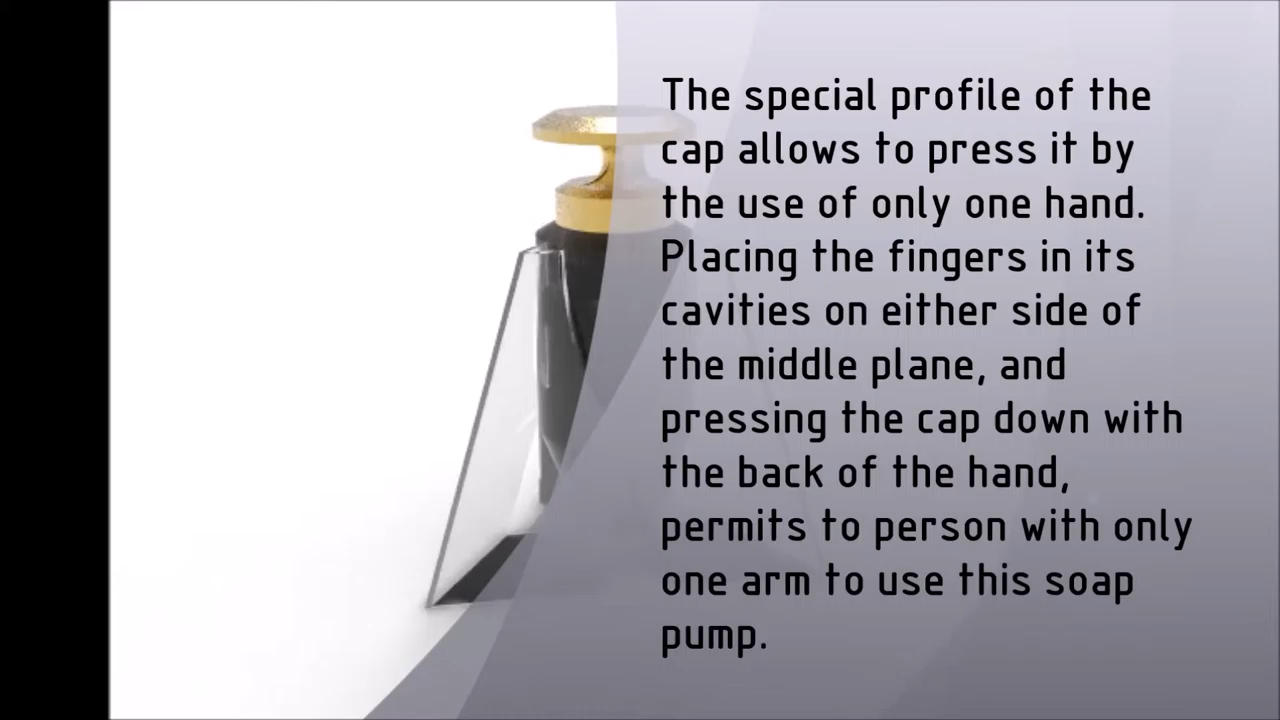 The special profile of the
cap allows to press it by
the use of only one hand.
Placing the fingers in its
cavities on either side of
the middle plane, and
pressing the cap down with
the back of the hand,
permits to person with only
one arm to use this soap
pump.